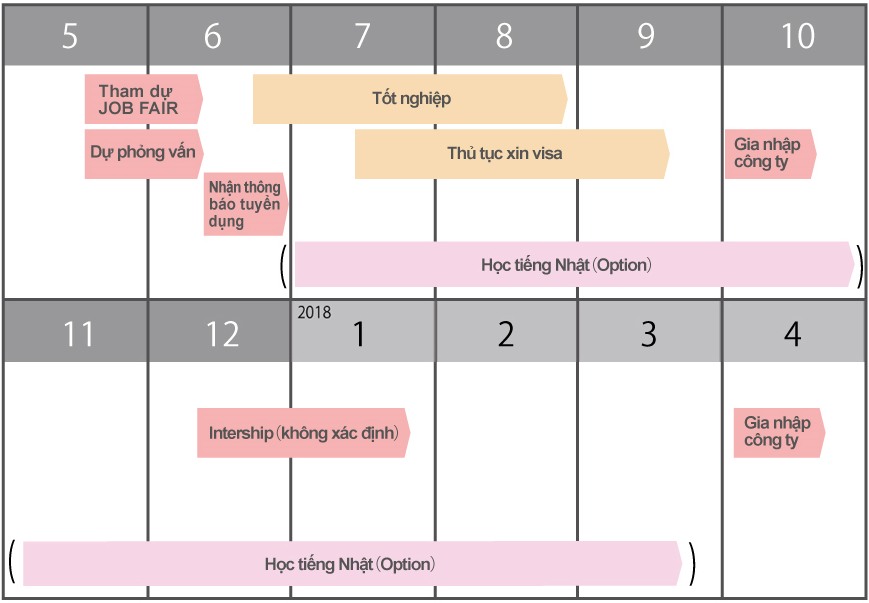 5 6 7 8 9 10
Tham dự
JOB FAIR
Tốt nghiệp
Dự phỏng vấn
Thủ tục xin visa
Gia nhập
công ty
Nhận thông
báo tuyển
dụng
(Học tiếng Nhật (Option))
11 12 2018 1 2 3 4
Intership (không xác định)
Gia nhập
công ty
(Học tiếng Nhật (Option))